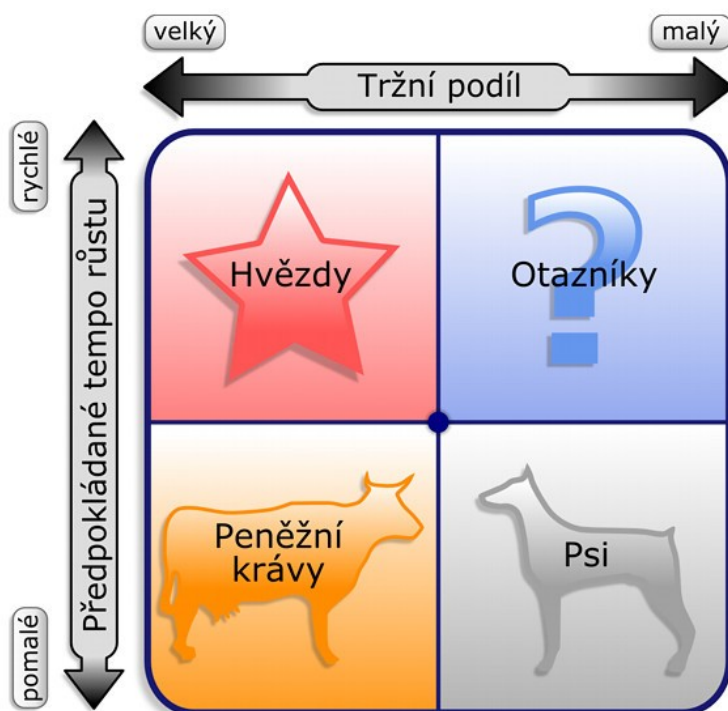 velký
malý
Tržní podíl
rychlé
Předpokládané tempo růstu
pomalé
Hvězdy
Otazníky
Peněžní
krávy
Psi